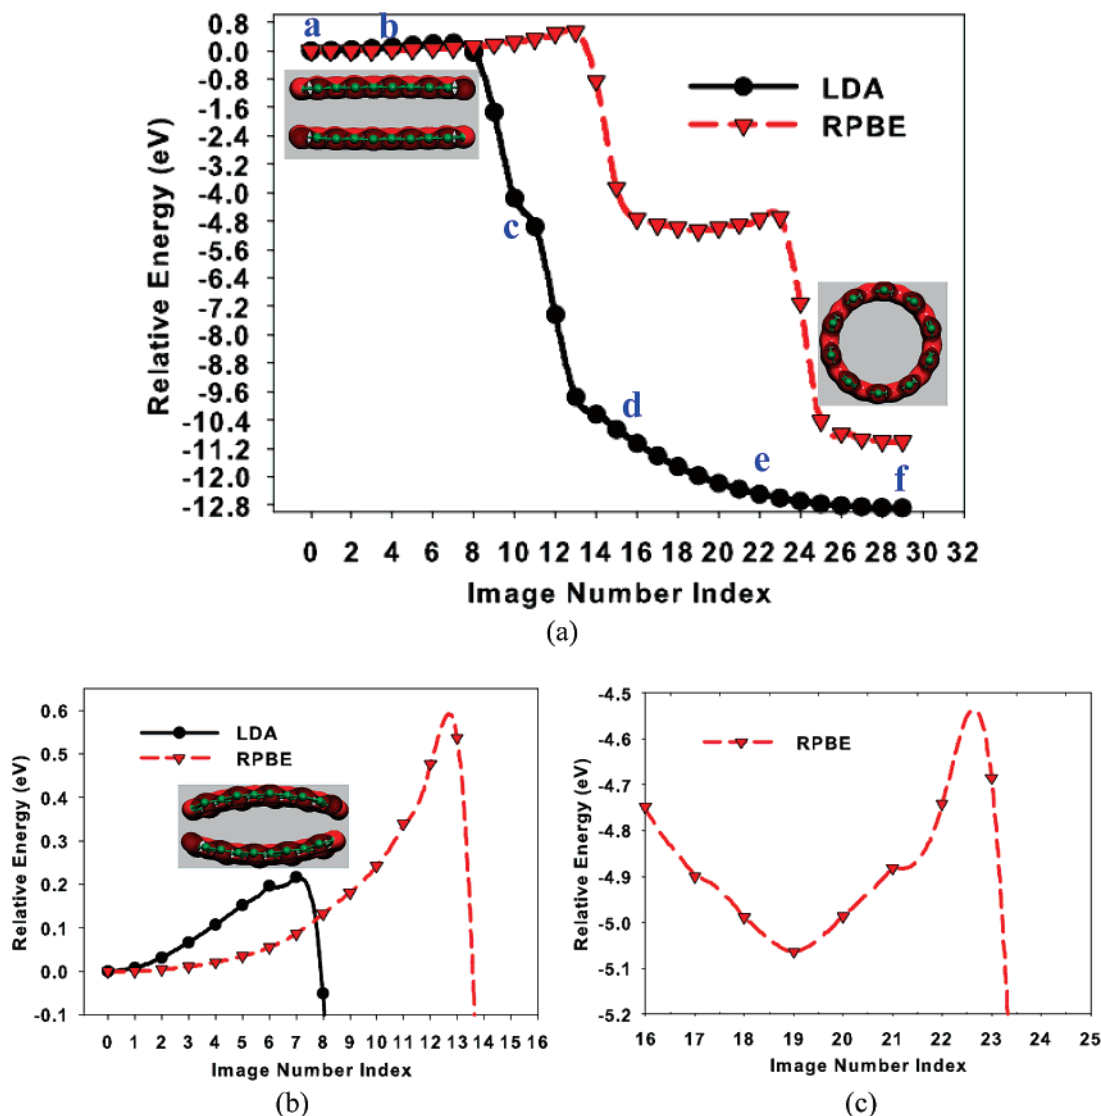 a
b
c
d
e
f
LDA
RPBE
0.8
0.0
-0.8
-1.6
-2.4
-3.2
-4.0
-4.8
-5.6
-6.4
-7.2
-8.0
-8.8
-9.6
-10.4
-11.2
-12.0
-12.8
Relative Energy (eV)
0 2 4 6 8 10 12 14 16 18 20 22 24 26 28 30 32
Image Number Index
(a)
LDA
RPBE
0.6
0.5
0.4
0.3
0.2
0.1
0.0
-0.1
Relative Energy (eV)
0 1 2 3 4 5 6 7 8 9 10 11 12 13 14 15 16
Image Number Index
(b)
RPBE
-4.5
-4.6
-4.7
-4.8
-4.9
-5.0
-5.1
-5.2
Relative Energy (eV)
16 17 18 19 20 21 22 23 24 25
Image Number Index
(c)